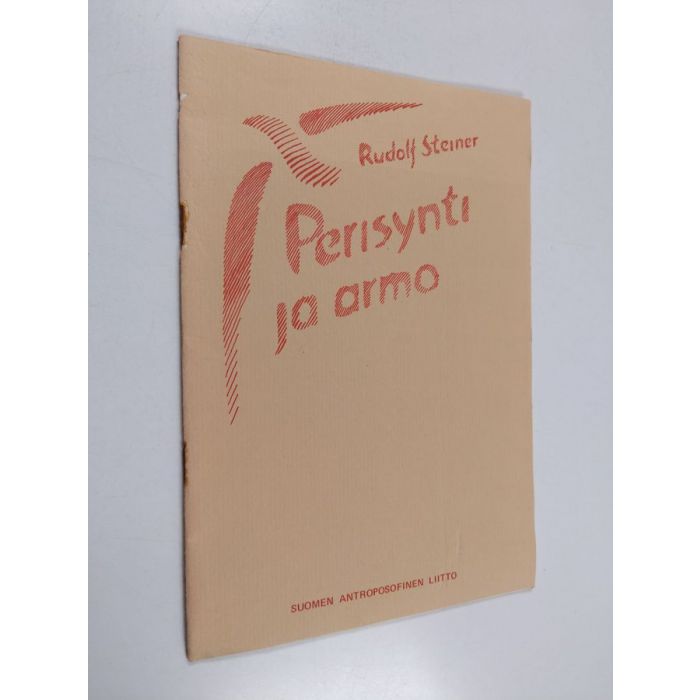 Rudolf Steiner
Perisynti
ja armo
SUOMEN ANTROPOSOFINEN LIITTO